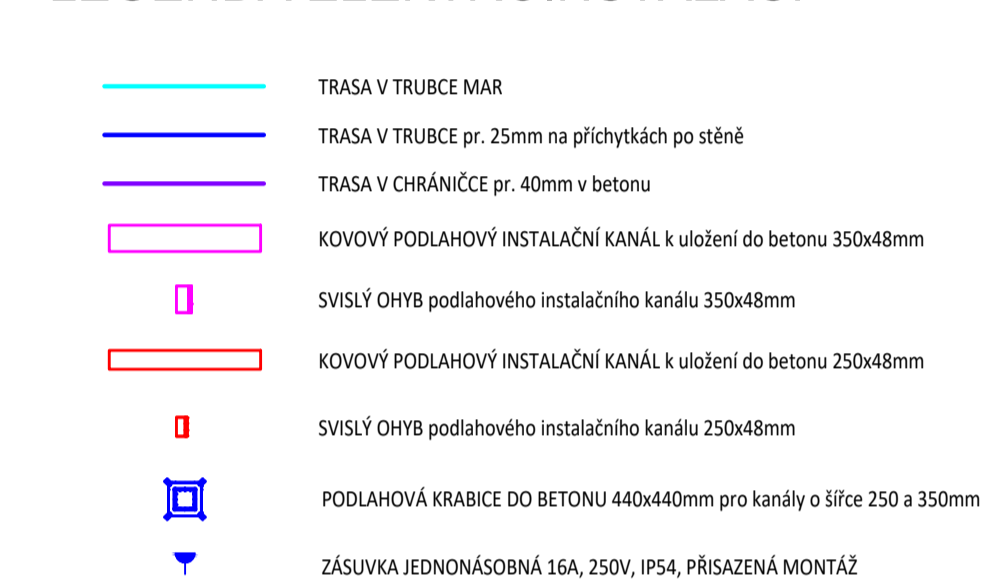 TRASA V TRUBCE MAR
TRASA V TRUBCE pr. 25mm na příchytkách po stěně
TRASA V CHRÁNIČCE pr. 40mm v betonu
KOVOVÝ PODLAHOVÝ INSTALAČNÍ KANÁL k uložení do betonu 350x48mm
SVISLÝ OHYB podlahového instalačního kanálu 350x48mm
KOVOVÝ PODLAHOVÝ INSTALAČNÍ KANÁL k uložení do betonu 250x48mm
SVISLÝ OHYB podlahového instalačního kanálu 250x48mm
PODLAHOVÁ KRABICE DO BETONU 440x440mm pro kanály o šířce 250 a 350mm
ZÁSUVKA JEDNONÁSOBNÁ 16A, 250V, IP54, PŘISAZENÁ MONTÁŽ